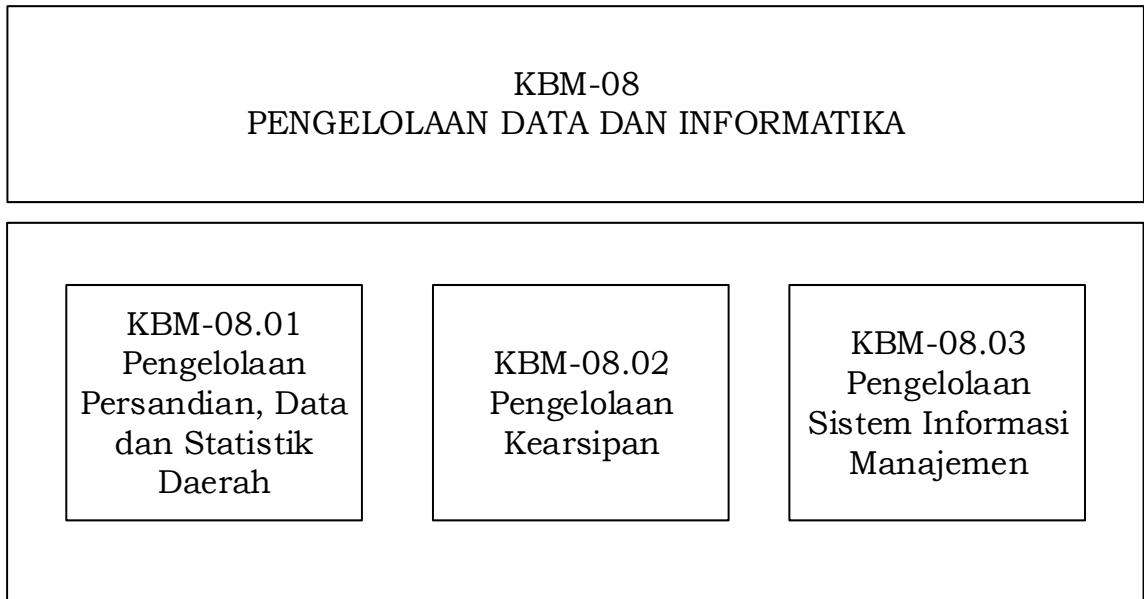 KBM-08
PENGELOLAAN DATA DAN INFORMATIKA
KBM-08.01
Pengelolaan
Persandian, Data
dan Statistik
Daerah
KBM-08.02
Pengelolaan
Kearsipan
KBM-08.03
Pengelolaan
Sistem Informasi
Manajemen